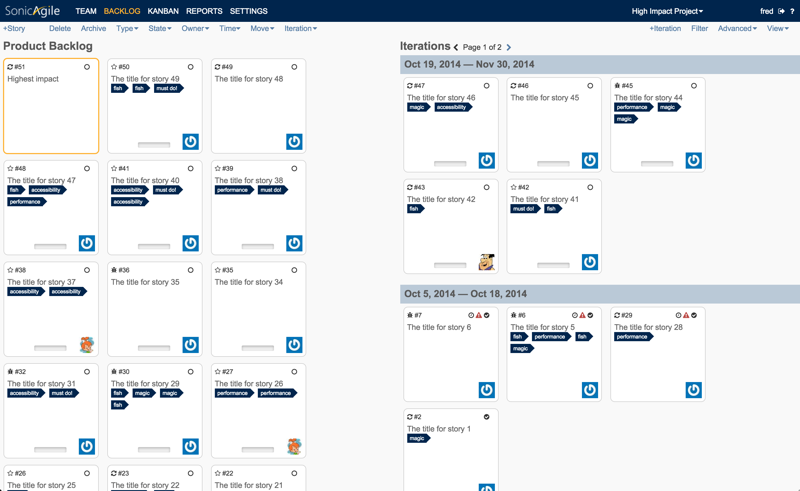 SonicAgile TEAM BACKLOG KANBAN REPORTS SETTINGS High Impact Project fred ?
+Story Delete Archive Type State Owner Time Move Iteration +Iteration Filter Advanced View
Product Backlog
#51
Highest impact
#50
The title for story 49
fish fish must do!
#49
The title for story 48
#48
The title for story 47
fish accessibility
performance
#41
The title for story 40
accessibility must do!
accessibility
#39
The title for story 38
performance must do!
#38
The title for story 37
accessibility accessibility
#36
The title for story 35
#35
The title for story 34
#32
The title for story 31
accessibility must do!
#30
The title for story 29
fish magic magic
fish
#27
The title for story 26
performance performance
#26
The title for story 25
#23
The title for story 22
#22
The title for story 21
Iterations Page 1 of 2
Oct 19, 2014 — Nov 30, 2014
#47
The title for story 46
magic accessibility
#46
The title for story 45
#45
The title for story 44
performance magic
magic
#43
The title for story 42
fish
#42
The title for story 41
must do! fish
Oct 5, 2014 — Oct 18, 2014
#7
The title for story 6
#6
The title for story 5
fish performance fish
magic
#29
The title for story 28
performance
#2
The title for story 1
magic